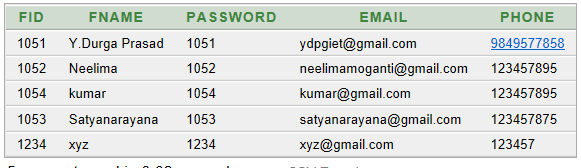 FID FNAME PASSWORD EMAIL PHONE
1051 Y.Durga Prasad 1051 ydpgiet@gmail.com 9849577858
1052 Neelima 1052 neelimamoganti@gmail.com 123457895
1054 kumar 1054 kumar@gmail.com 123457895
1053 Satyanarayana 1053 satyanarayana@gmail.com 123457875
1234 xyz 1234 xyz@gmail.com 123457